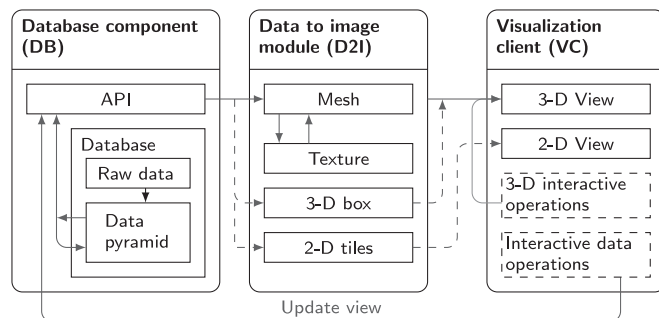 Database component
(DB)
API
Database
Raw data
Data
pyramid
Data to image
module (D2I)
Mesh
Texture
3-D box
2-D tiles
Visualization
client (VC)
3-D View
2-D View
3-D interactive
operations
Interactive data
operations
Update view